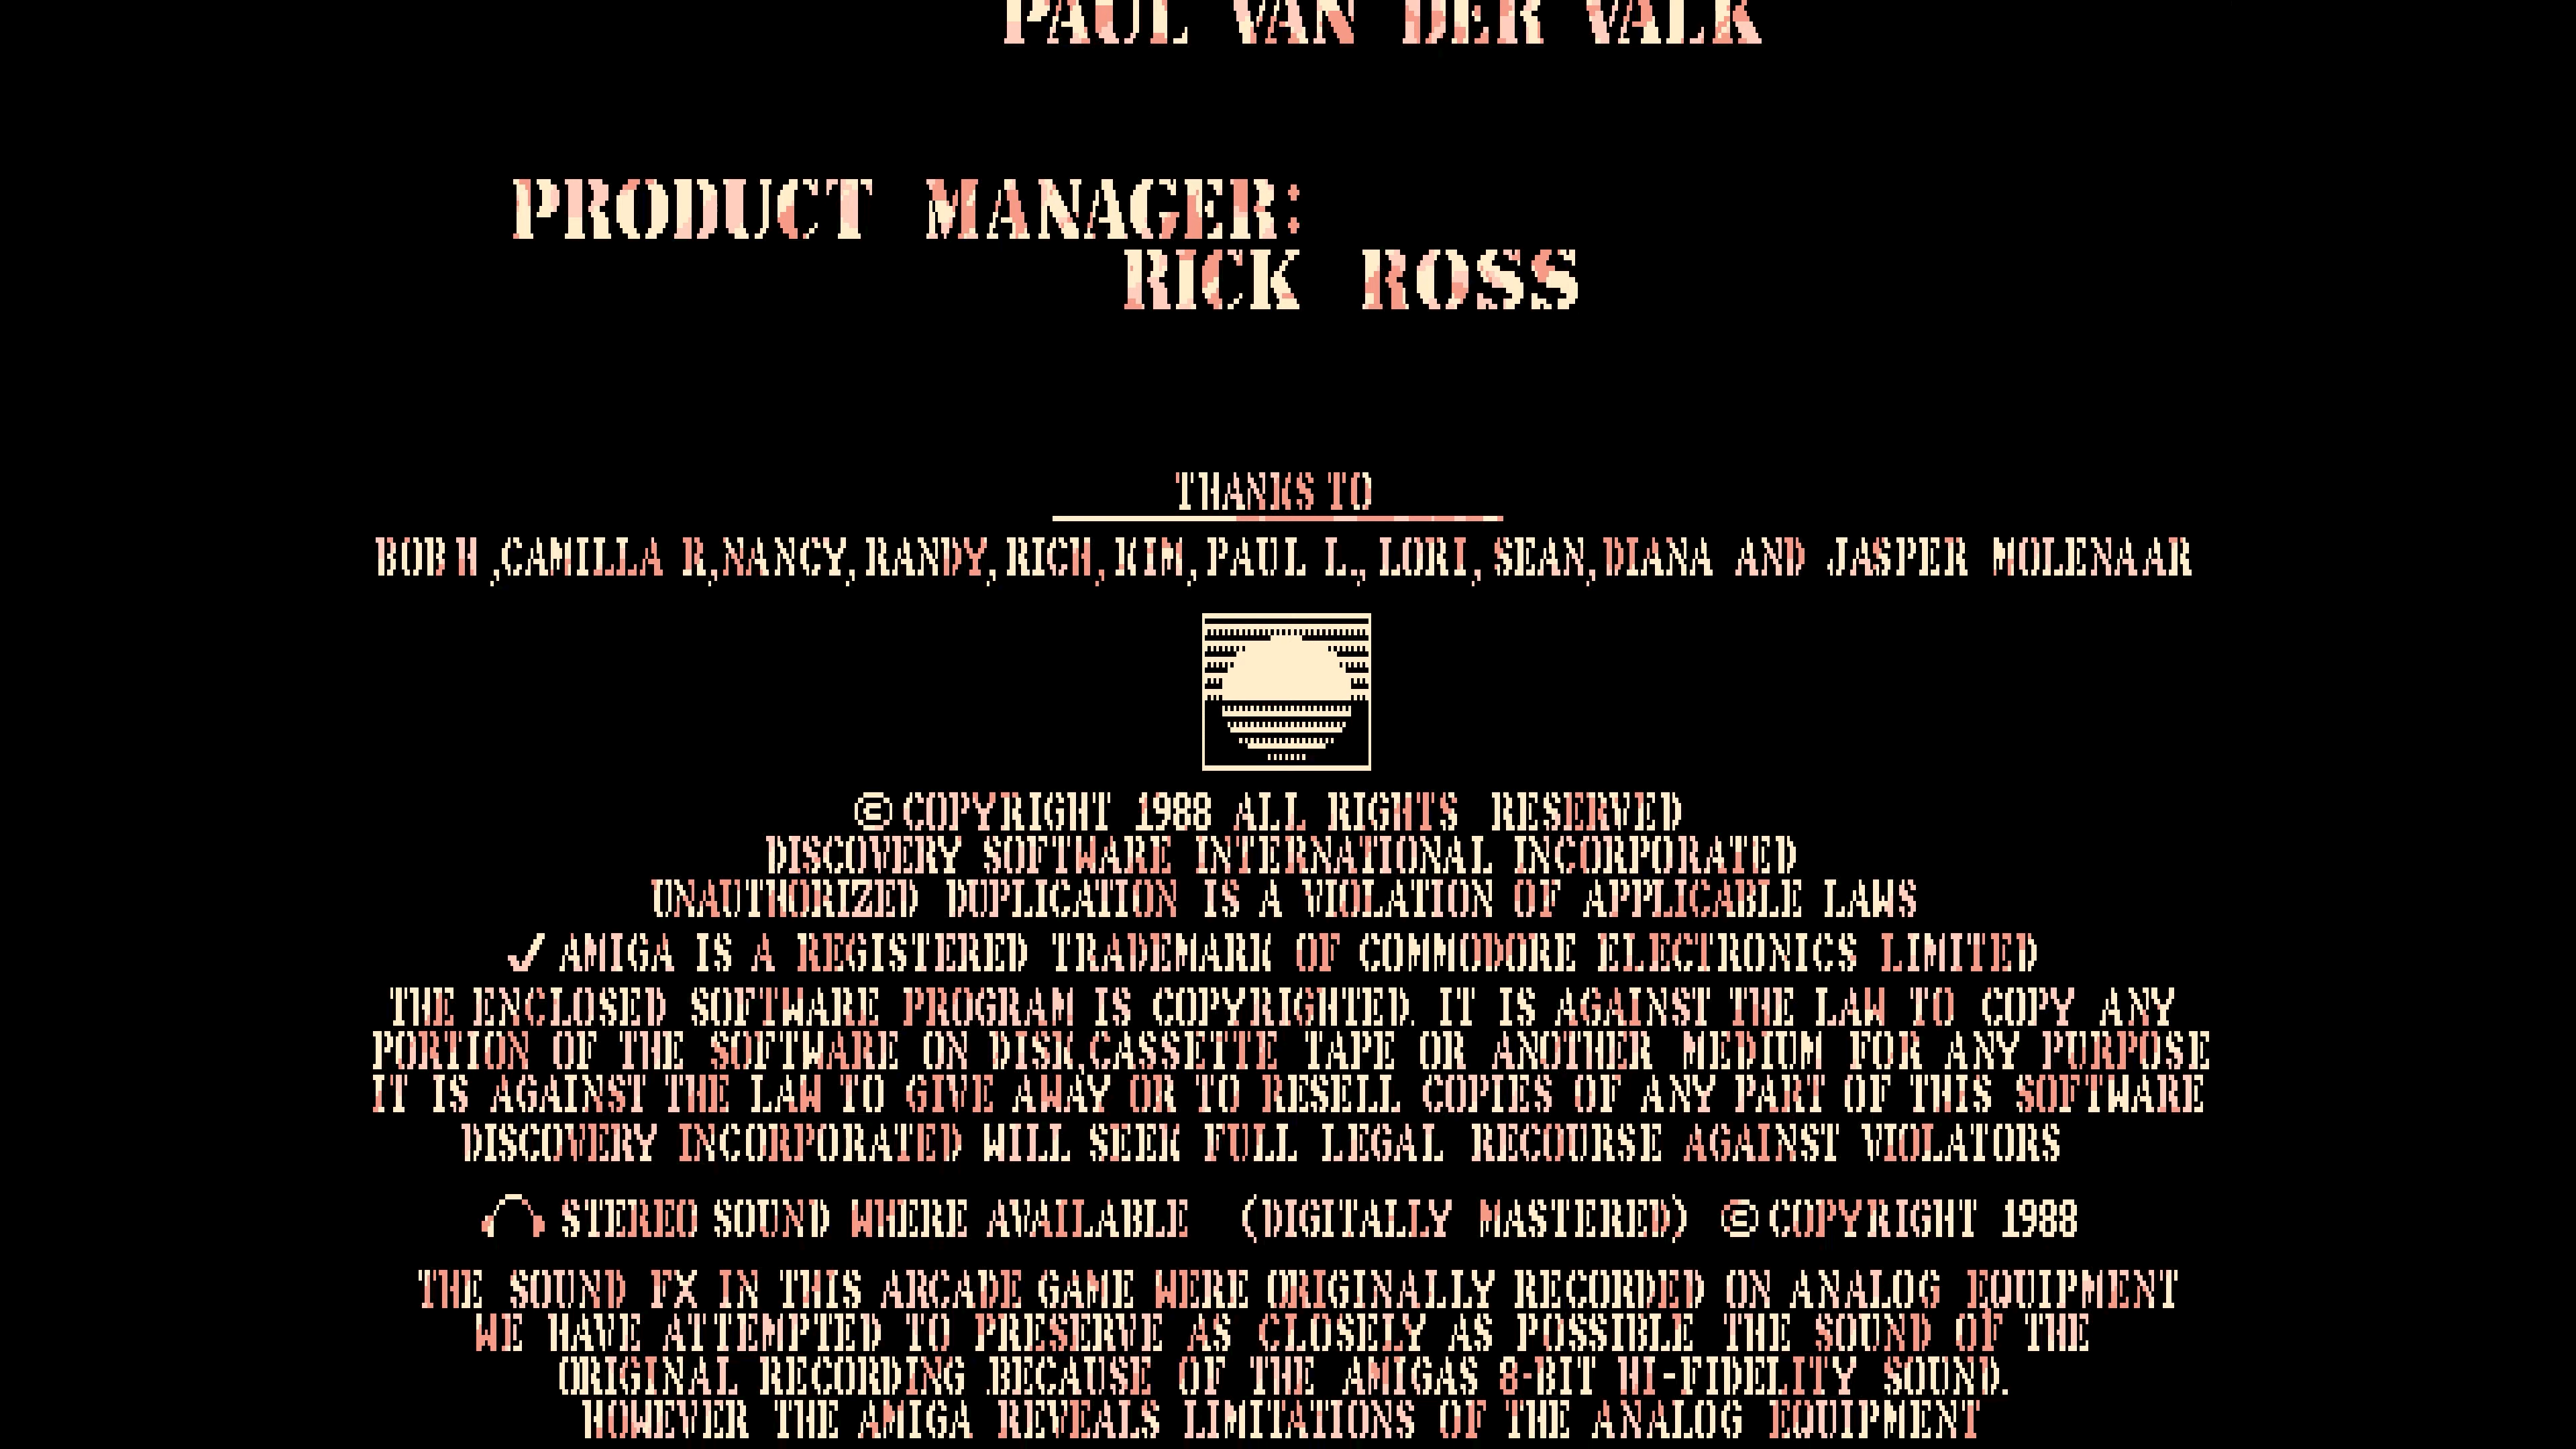 PAUL VAN DER VALK
PRODUCT MANAGER:
RICK ROSS
THANKS TO
BOB H ,CAMILLA R,NANCY, RANDY, RICH, KIM, PAUL L., LORI, SEAN, DIANA AND JASPER MOLENAAR
© COPYRIGHT 1988 ALL RIGHTS RESERVED
DISCOVERY SOFTWARE INTERNATIONAL INCORPORATED
UNAUTHORIZED DUPLICATION IS A VIOLATION OF APPLICABLE LAWS
✓ AMIGA IS A REGISTERED TRADEMARK OF COMMODORE ELECTRONICS LIMITED
THE ENCLOSED SOFTWARE PROGRAM IS COPYRIGHTED. IT IS AGAINST THE LAW TO COPY ANY
PORTION OF THE SOFTWARE ON DISK,CASSETTE TAPE OR ANOTHER MEDIUM FOR ANY PURPOSE
IT IS AGAINST THE LAW TO GIVE AWAY OR TO RESELL COPIES OF ANY PART OF THIS SOFTWARE
DISCOVERY INCORPORATED WILL SEEK FULL LEGAL RECOURSE AGAINST VIOLATORS
STEREO SOUND WHERE AVAILABLE (DIGITALLY MASTERED) © COPYRIGHT 1988
THE SOUND FX IN THIS ARCADE GAME WERE ORIGINALLY RECORDED ON ANALOG EQUIPMENT
WE HAVE ATTEMPTED TO PRESERVE AS CLOSELY AS POSSIBLE THE SOUND OF THE
ORIGINAL RECORDING BECAUSE OF THE AMIGAS 8-BIT HI-FIDELITY SOUND.
HOWEVER THE AMIGA REVEALS LIMITATIONS OF THE ANALOG EQUIPMENT